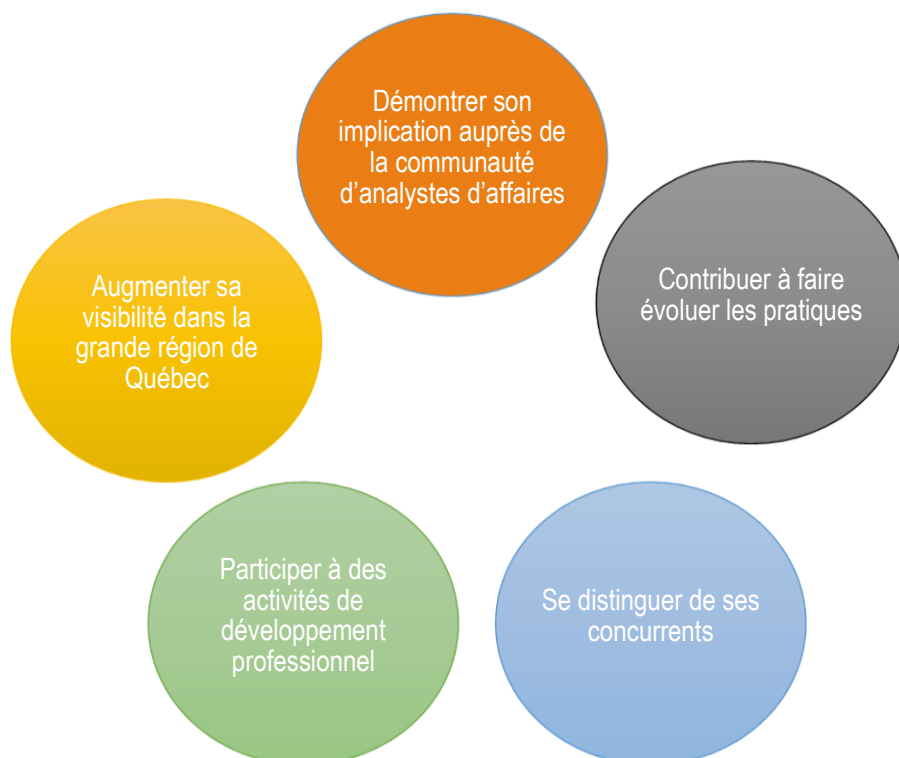 Démontrer son
implication auprès de
la communauté
d’analystes d’affaires
Contribuer à faire
évoluer les pratiques
Se distinguer de ses
concurrents
Participer à des
activités de
développement
professionnel
Augmenter sa
visibilité dans la
grande région de
Québec